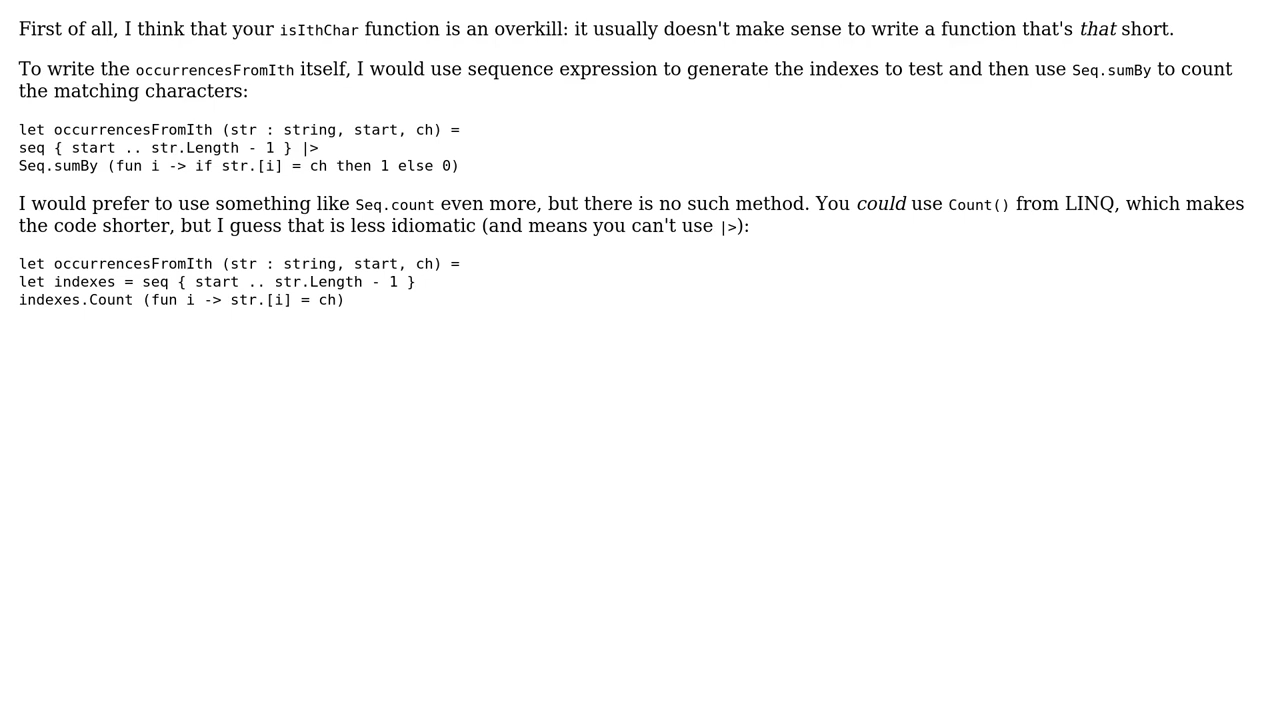 First of all, I think that your isIthChar function is an overkill: it usually doesn't make sense to write a function that's that short.
To write the occurrencesFromIth itself, I would use sequence expression to generate the indexes to test and then use Seq.sumBy to count
the matching characters:
let occurrencesFromIth (str : string, start, ch) =
seq { start .. str.Length - 1 } |>
Seq.sumBy (fun i -> if str.[i] = ch then 1 else 0)
I would prefer to use something like Seq.count even more, but there is no such method. You could use Count() from LINQ, which makes
the code shorter, but I guess that is less idiomatic (and means you can't use |>):
let occurrencesFromIth (str : string, start, ch) =
let indexes = seq { start .. str.Length - 1 }
indexes.Count (fun i -> str.[i] = ch)